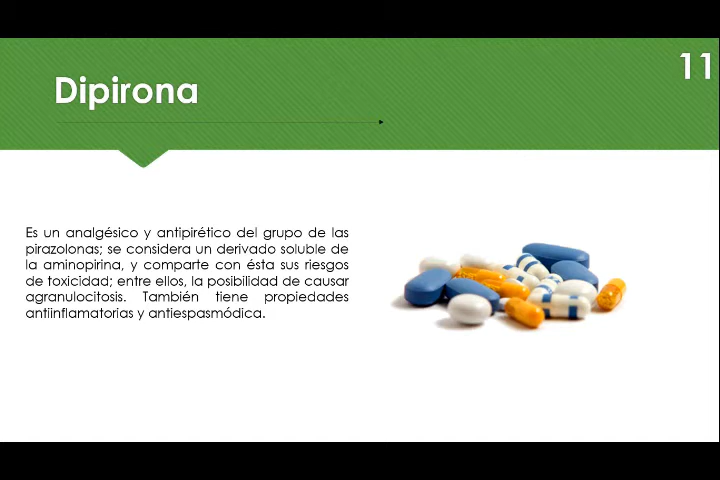 11
Dipirona
Es un analgésico y antipirético del grupo de las
pirazolonas; se considera un derivado soluble de
la aminopirina, y comparte con ésta sus riesgos
de toxicidad; entre ellos, la posibilidad de causar
agranulocitosis. También tiene propiedades
antiinflamatorias y antiespasmódica.